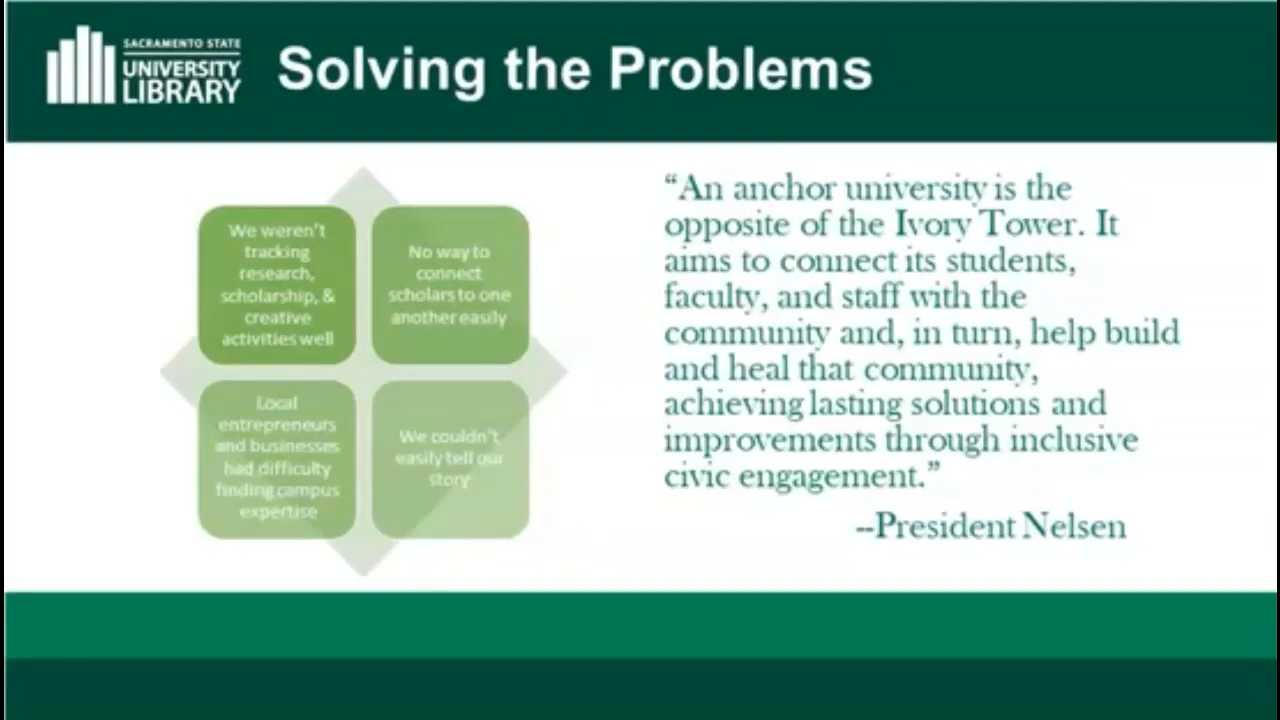 SACRAMENTO STATE
UNIVERSITY
LIBRARY
Solving the Problems
We weren't
tracking
research,
scholarship, &
creative
activities well
No way to
connect
scholars to one
another easily
Local
entrepreneurs
and businesses
had difficulty
finding campus
expertise
We couldn't
easily tell our
story
“An anchor university is the
opposite of the Ivory Tower. It
aims to connect its students,
faculty, and staff with the
community and, in turn, help build
and heal that community,
achieving lasting solutions and
improvements through inclusive
civic engagement.”
--President Nelsen